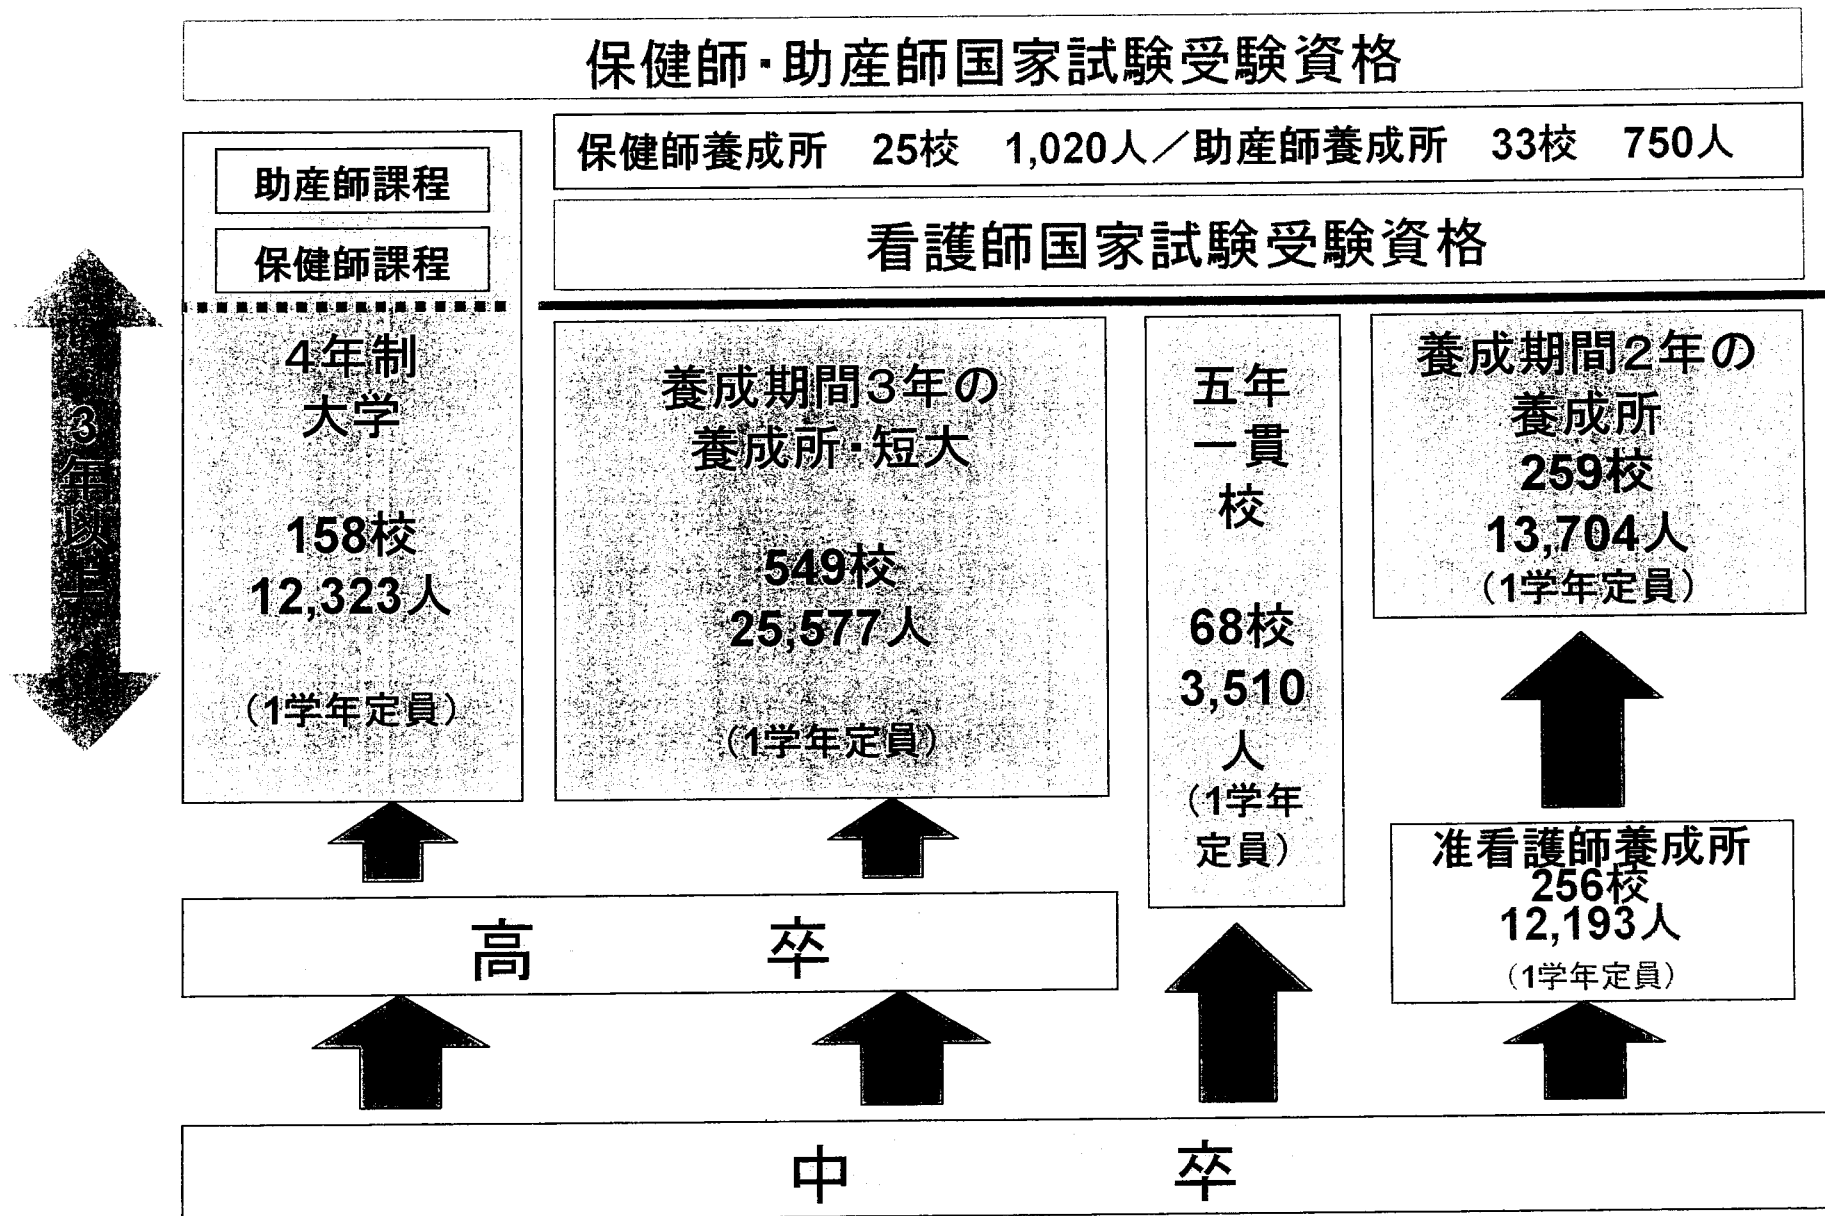 保健師・助産師国家試験受験資格
保健師養成所　25校　1,020人／助産師養成所　33校　750人
看護師国家試験受験資格
助産師課程
保健師課程
3年以上
4年制
大学
158校
12,323人
（1学年定員）
養成期間3年の
養成所・短大
549校
25,577人
（1学年定員）
五年
一貫
校
68校
3,510
人
（1学年
定員）
養成期間2年の
養成所
259校
13,704人
（1学年定員）
准看護師養成所
256校
12,193人
（1学年定員）
高　卒
中　卒